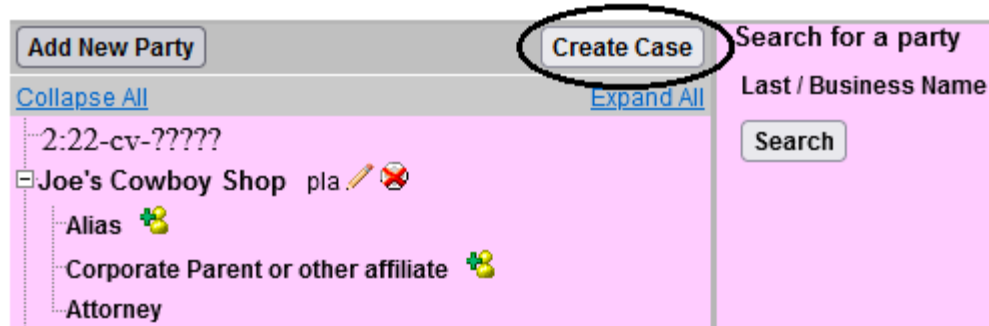 Add New Party Create Case
Collapse All Expand All
2:22-cv-?????
Joe's Cowboy Shop pla
Alias
Corporate Parent or other affiliate
Attorney
Search for a party
Last / Business Name
Search